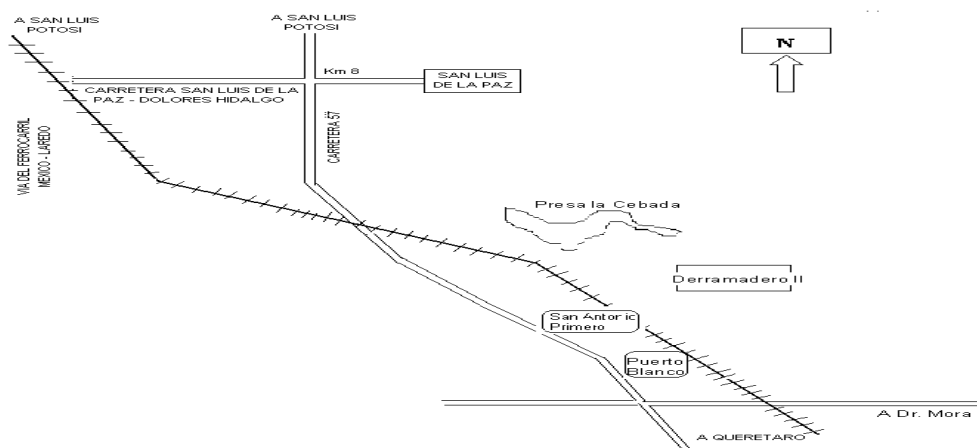 A SAN LUIS
POTOSI
A SAN LUIS
POTOSI
N
Km 8
SAN LUIS
DE LA PAZ
CARRETERA SAN LUIS DE LA
PAZ - DOLORES HIDALGO
VIA DEL FERROCARRIL
MEXICO - LAREDO
CARRETERA 57
Presa la Cebada
Derramadero II
San Antonio
Primero
Puerto
Blanco
A Dr. Mora
A QUERETARO